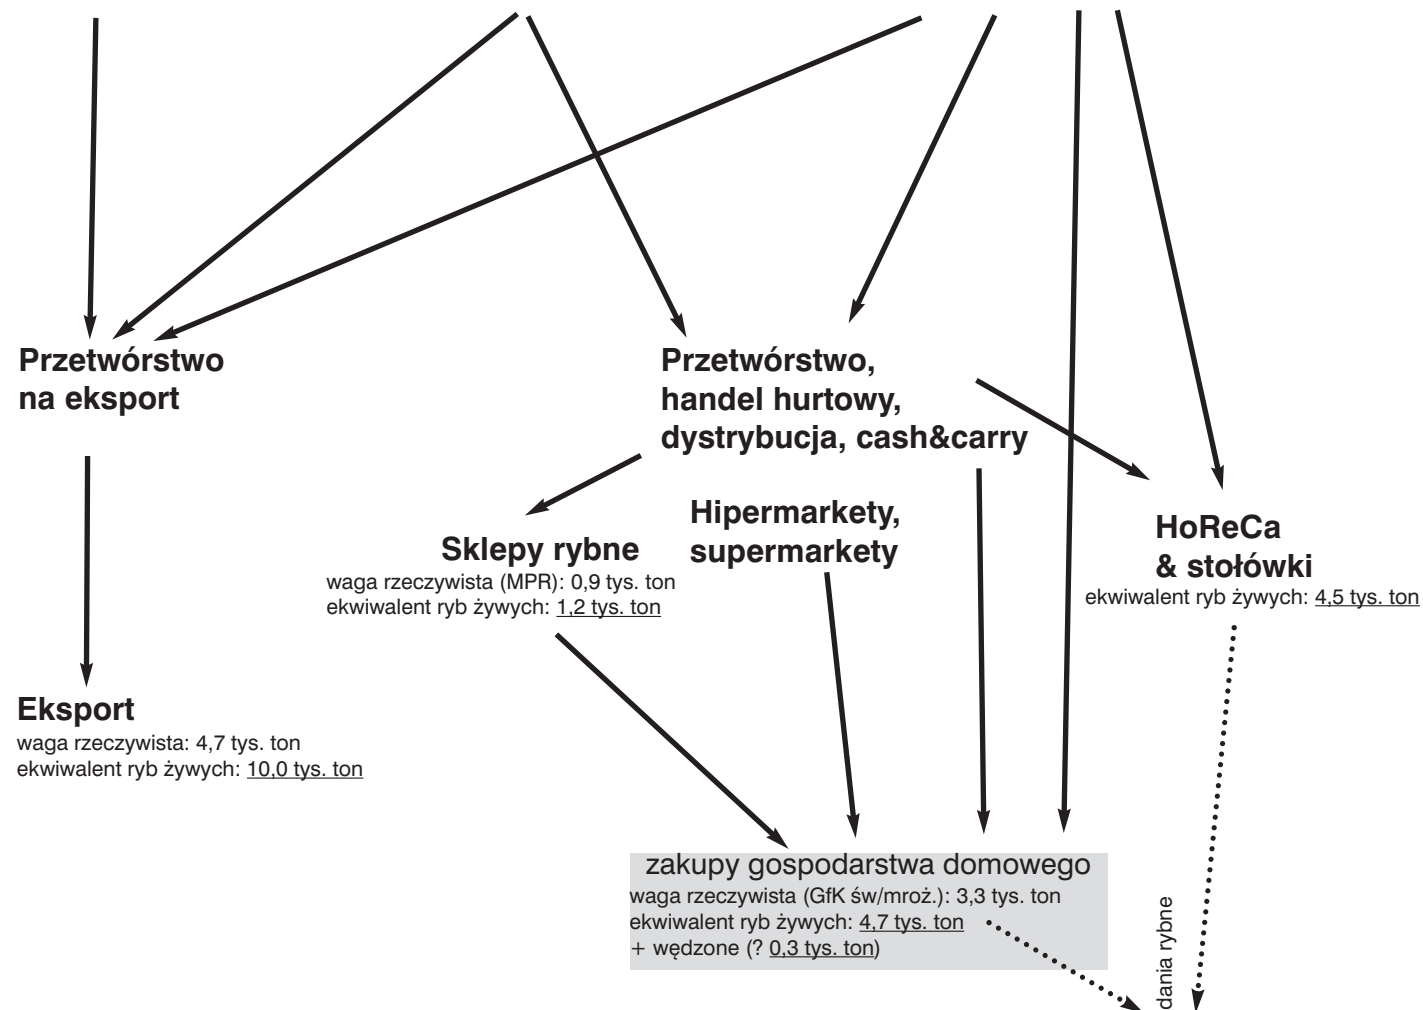 Przetwórstwo
na eksport
Przetwórstwo,
handel hurtowy,
dystrybucja, cash&carry
Hipermarkety,
supermarkety
Sklepy rybne
waga rzeczywista (MPR): 0,9 tys. ton
ekwiwalent ryb żywych: 1,2 tys. ton
HoReCa
& stołówki
ekwiwalent ryb żywych: 4,5 tys. ton
Eksport
waga rzeczywista: 4,7 tys. ton
ekwiwalent ryb żywych: 10,0 tys. ton
zakupy gospodarstwa domowego
waga rzeczywista (GfK św/mroż.): 3,3 tys. ton
ekwiwalent ryb żywych: 4,7 tys. ton
+ wędzone (? 0,3 tys. ton)
dania rybne